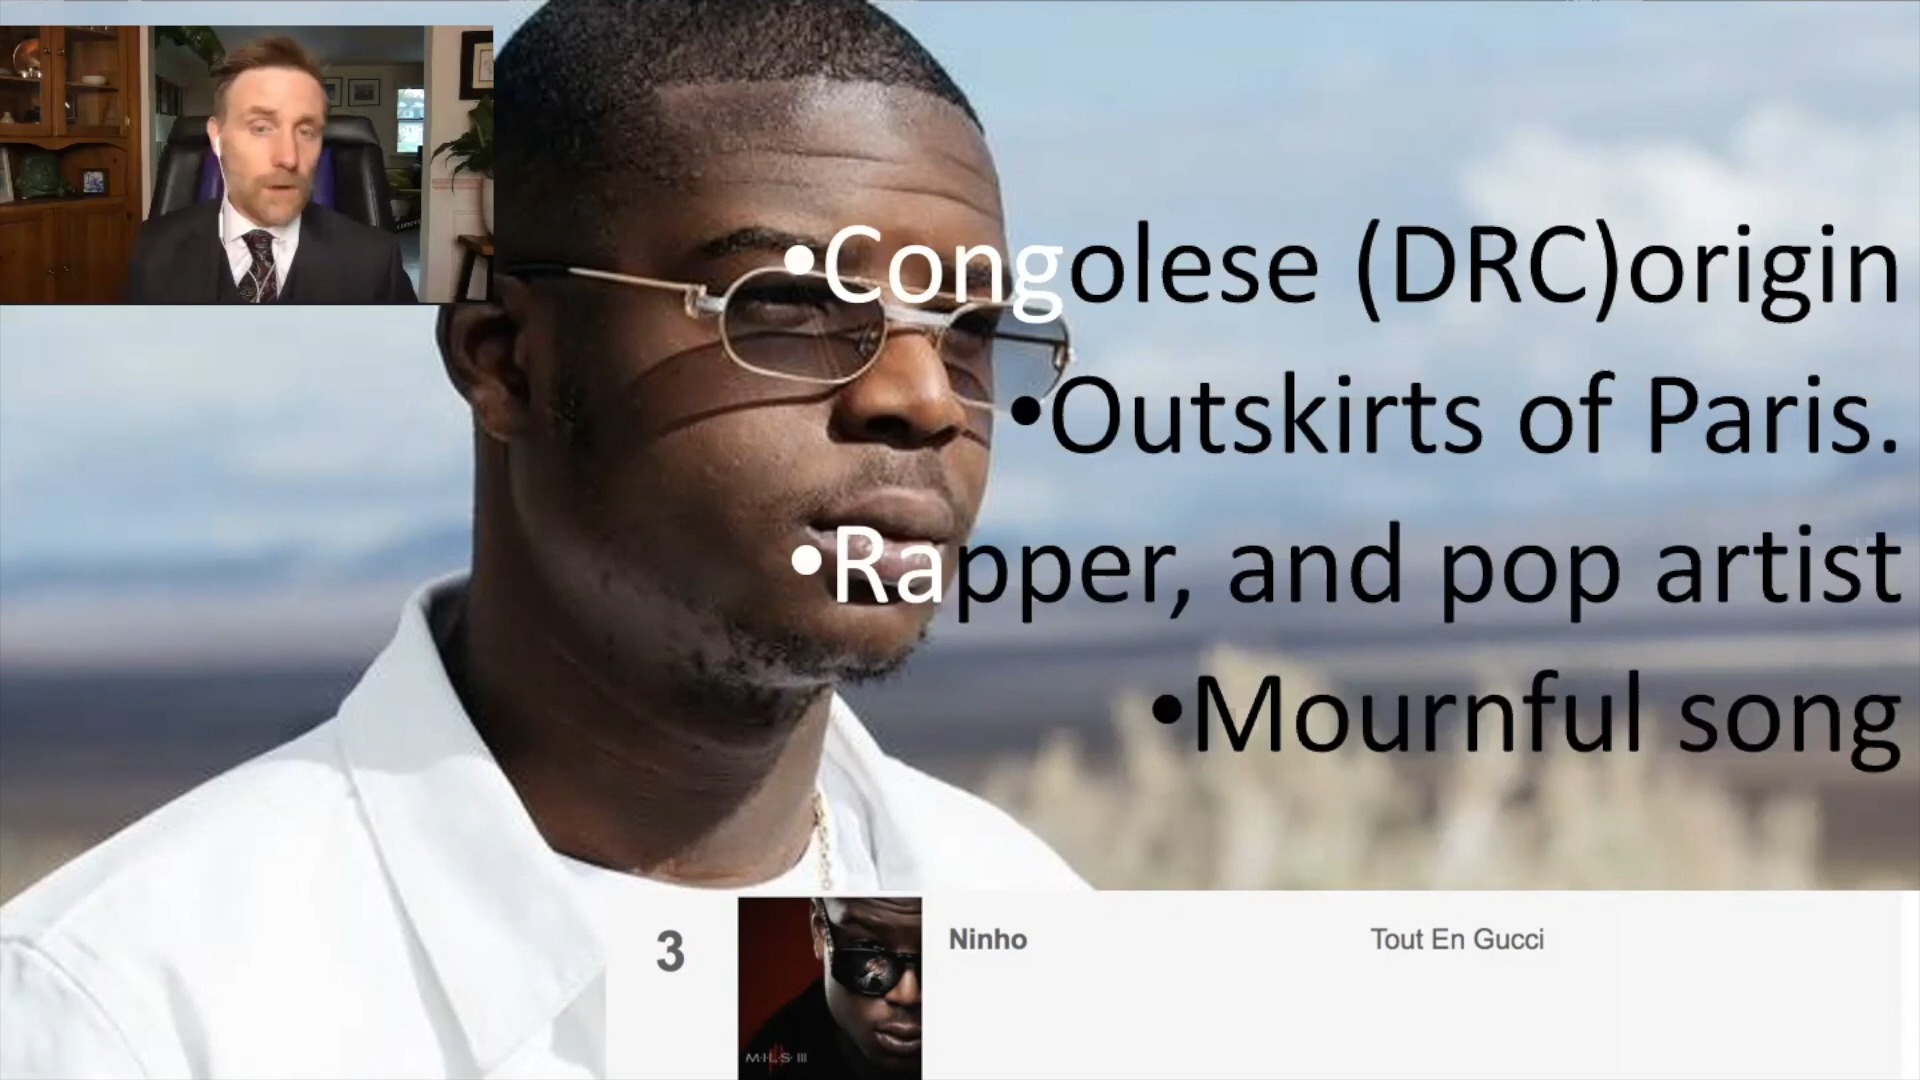 •Congolese (DRC)origin
•Outskirts of Paris.
•Rapper, and pop artist
•Mournful song
3
Ninho
Tout En Gucci
M·I·L·S III